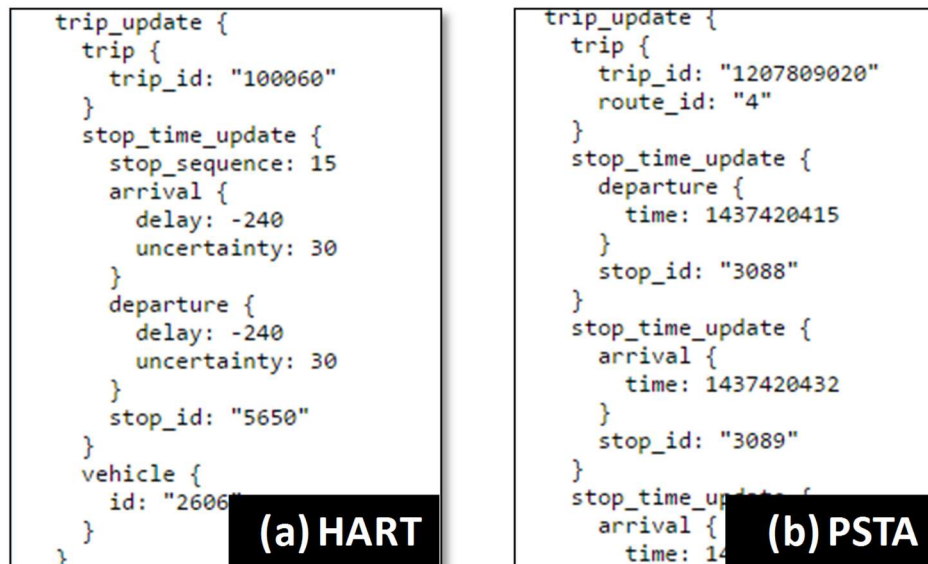 trip_update {
trip {
trip_id: "100060"
}
stop_time_update {
stop_sequence: 15
arrival {
delay: -240
uncertainty: 30
}
departure {
delay: -240
uncertainty: 30
}
stop_id: "5650"
}
vehicle {
id: "2606"
}
}
(a) HART
trip_update {
trip {
trip_id: "1207809020"
route_id: "4"
}
stop_time_update {
departure {
time: 1437420415
}
stop_id: "3088"
}
stop_time_update {
arrival {
time: 1437420432
}
stop_id: "3089"
}
stop_time_update {
arrival {
time: 14
(b) PSTA